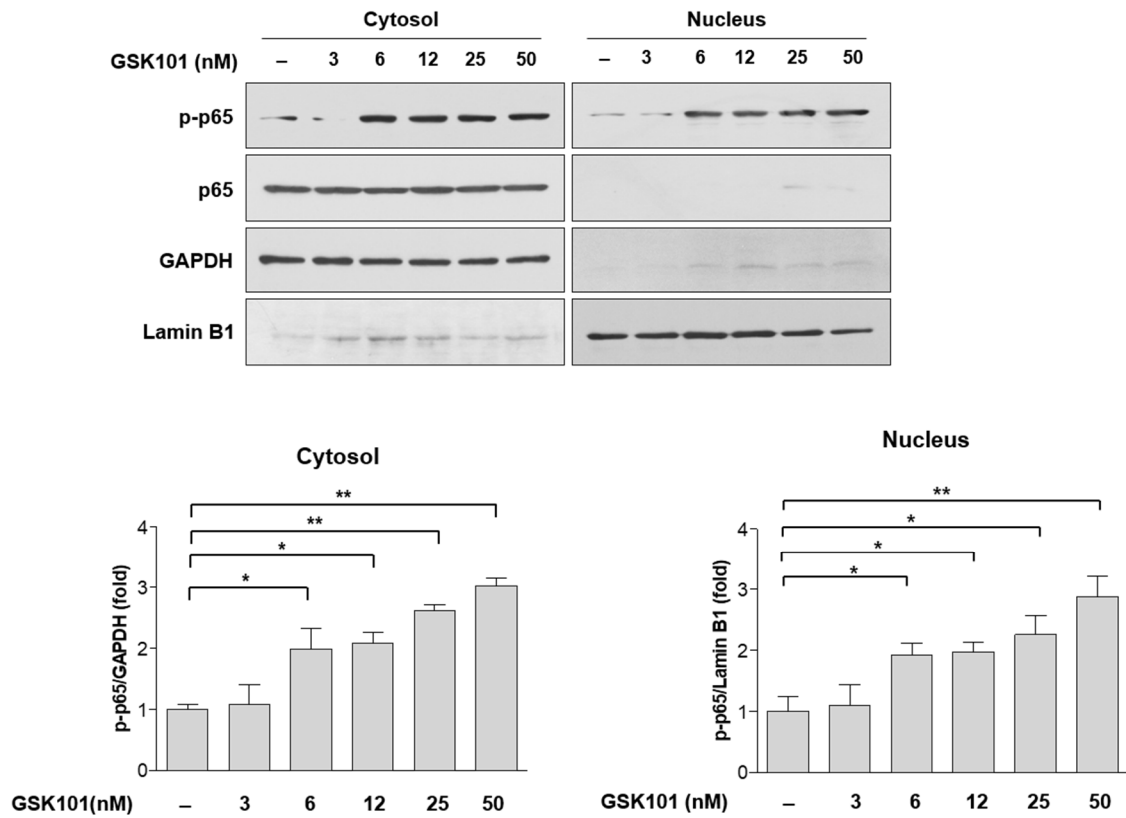 Cytosol Nucleus
GSK101 (nM) – 3 6 12 25 50 – 3 6 12 25 50
p-p65
p65
GAPDH
Lamin B1
Cytosol
**
**
*
*
p-p65/GAPDH (fold)
4
3
2
1
0
GSK101(nM) – 3 6 12 25 50
Nucleus
**
*
*
*
p-p65/Lamin B1 (fold)
4
3
2
1
0
GSK101(nM) – 3 6 12 25 50